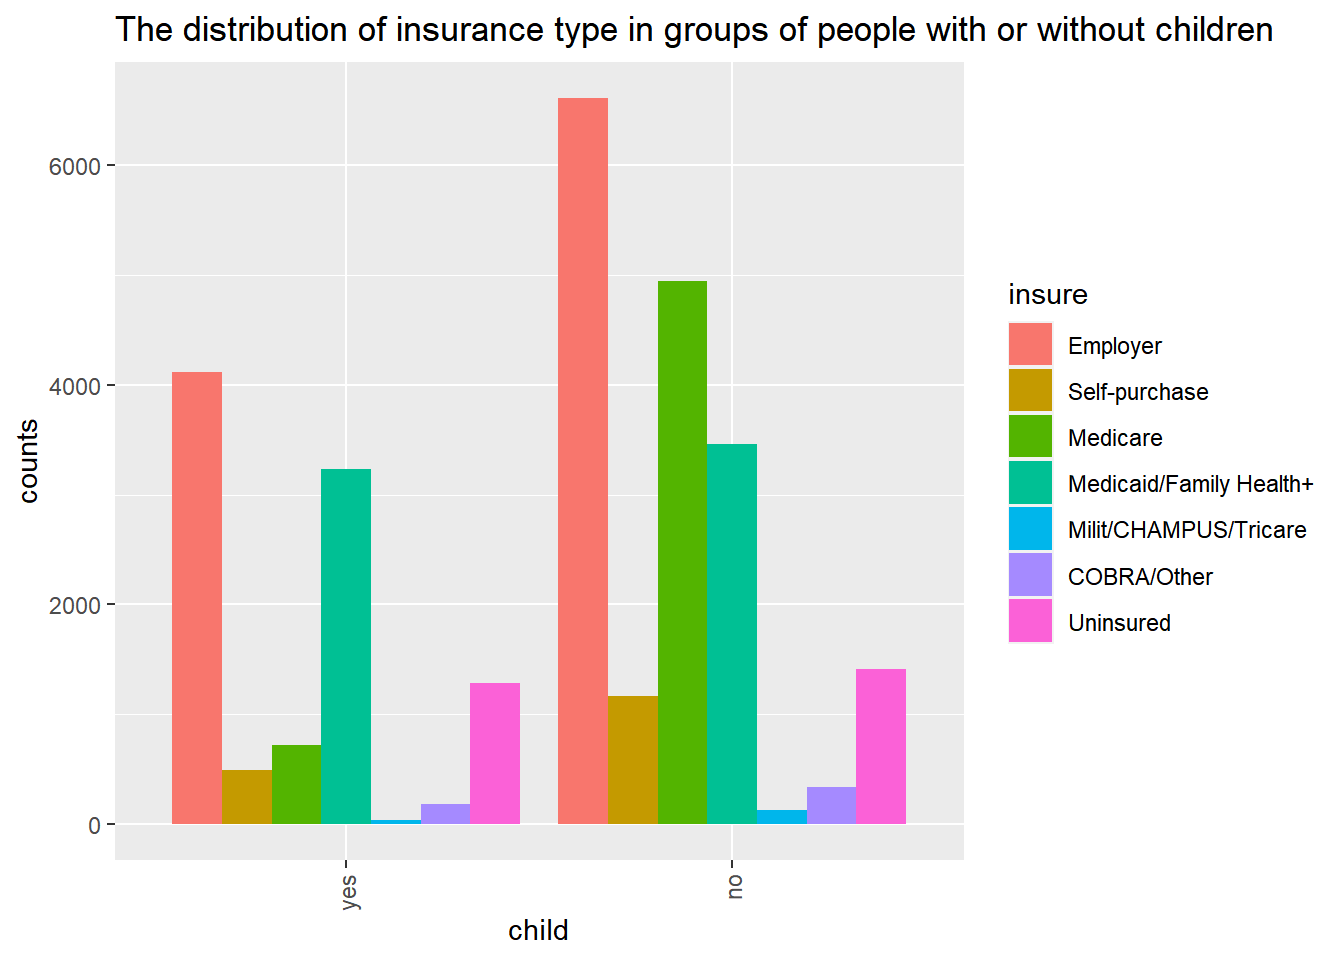 The distribution of insurance type in groups of people with or without children
6000
4000
2000
0
counts
yes
no
child
insure
Employer
Self-purchase
Medicare
Medicaid/Family Health+
Milit/CHAMPUS/Tricare
COBRA/Other
Uninsured